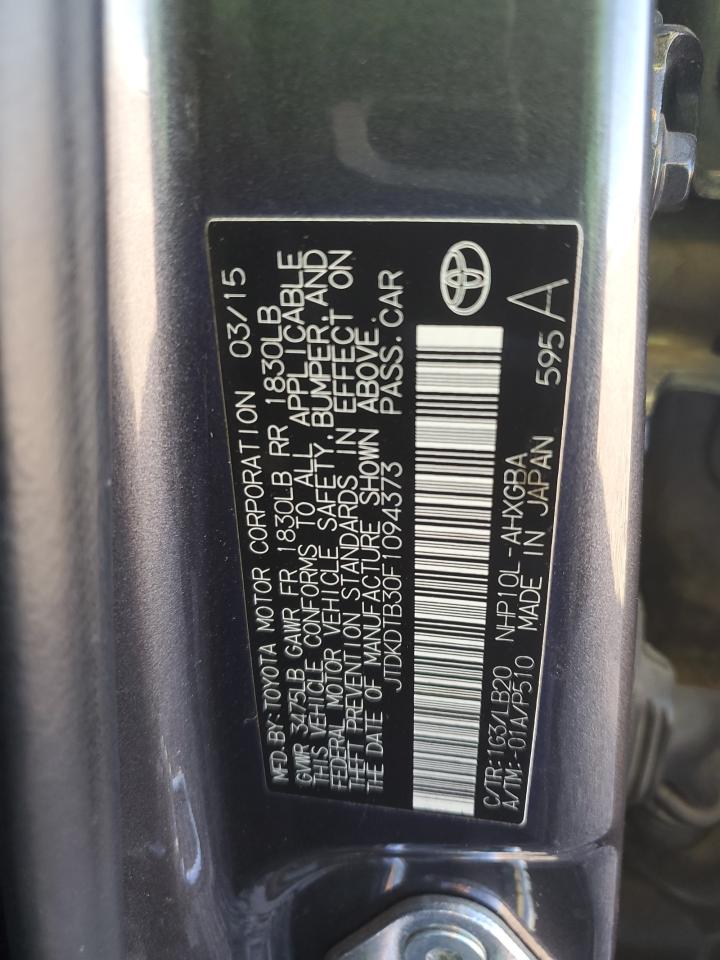 MFD. BY: TOYOTA MOTOR CORPORATION 03/15
GVWR 3475LB GAWR FR 1830LB RR 1830LB
THIS VEHICLE CONFORMS TO ALL APPLICABLE
FEDERAL MOTOR VEHICLE SAFETY, BUMPER, AND
THEFT PREVENTION STANDARDS IN EFFECT ON
THE DATE OF MANUFACTURE SHOWN ABOVE.
JTDKDTB30F1094373 PASS. CAR
C/TR: 1G3/LB20 NHP10L-AHXGBA
A/TM: -01A/P510 MADE IN JAPAN 595 A